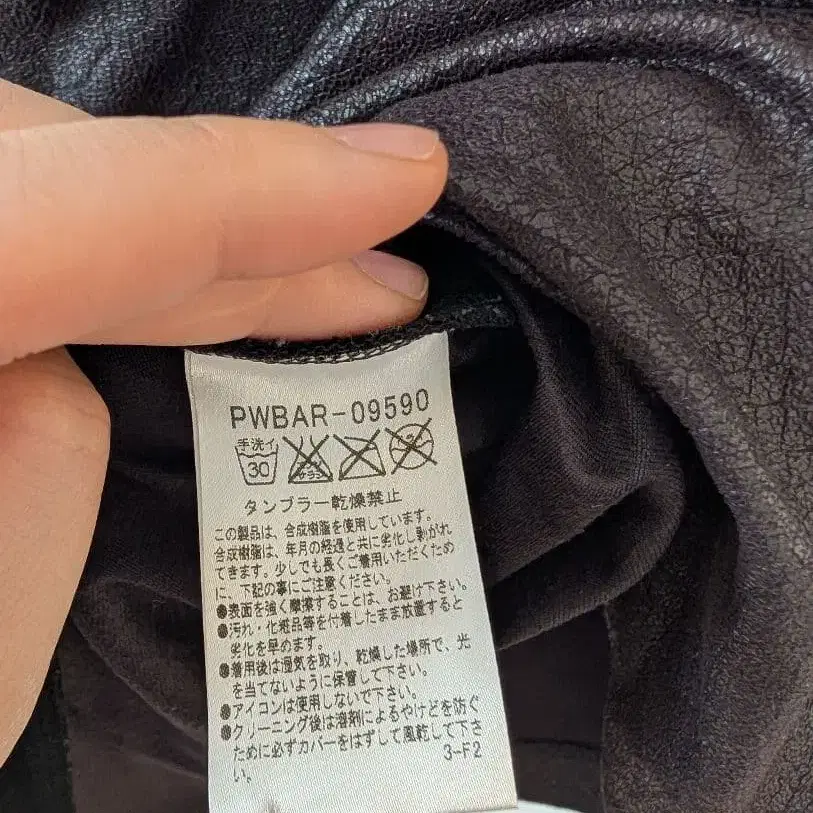 PWBAR-09590
手洗イ
30
エンソサラシ
タンブラー乾燥禁止
この製品は、合成樹脂を使用しています。
合成樹脂は、年月の経過と共に劣化し剥がれ
てきます。少しでも長くご着用いただくため
に、下記の事にご注意ください。
●表面を強く摩擦することは、お避け下さい。
●汚れ・化粧品等を付着したまま放置すると
劣化を早めます。
●着用後は湿気を取り、乾燥した場所で、光
を当てないように保管して下さい。
●アイコンは使用しないで下さい。
●クリーニング後は溶剤によるやけどを防ぐ
ために必ずカバーをはずして風乾して下さ
い。
3-F2